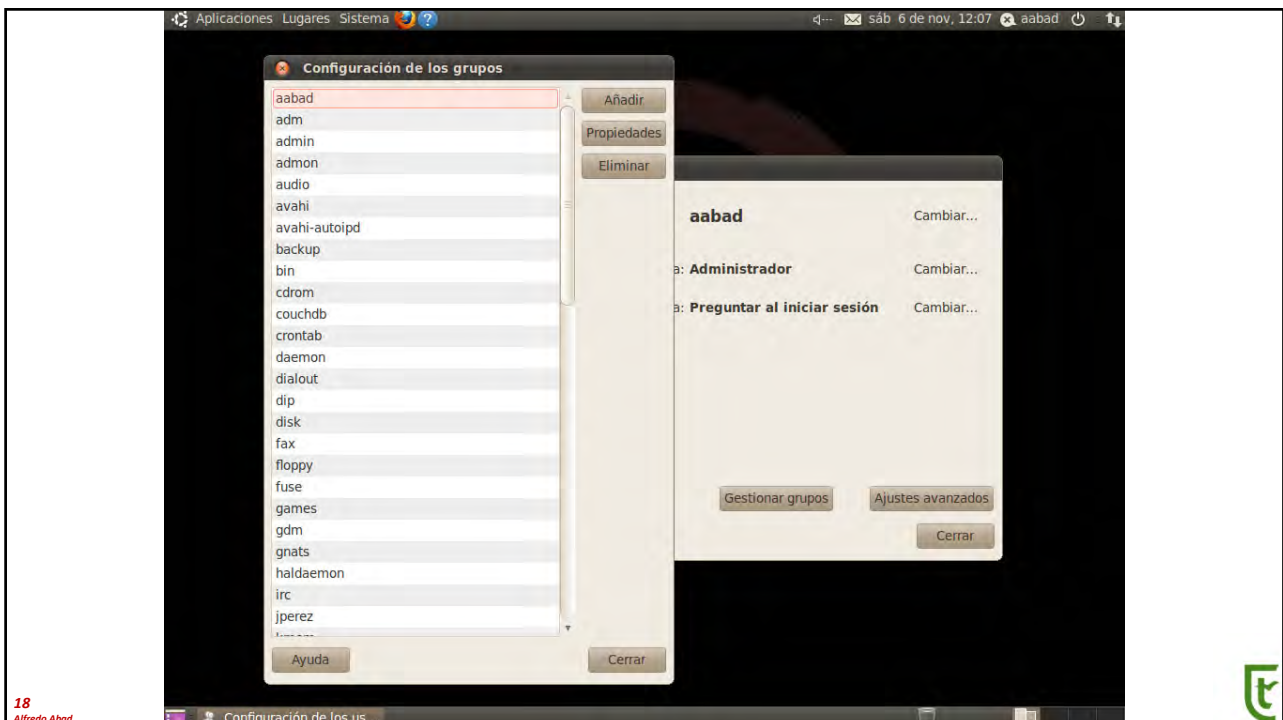 Aplicaciones Lugares Sistema
sáb 6 de nov, 12:07 aabad
Configuración de los grupos
aabad
adm
admin
admon
audio
avahi
avahi-autoipd
backup
bin
cdrom
couchdb
crontab
daemon
dialout
dip
disk
fax
floppy
fuse
games
gdm
gnats
haldaemon
irc
jperez
Añadir
Propiedades
Eliminar
Ayuda
Cerrar
aabad Cambiar...
a: Administrador Cambiar...
a: Preguntar al iniciar sesión Cambiar...
Gestionar grupos Ajustes avanzados
Cerrar
Configuración de los us
18
Alfredo Abad